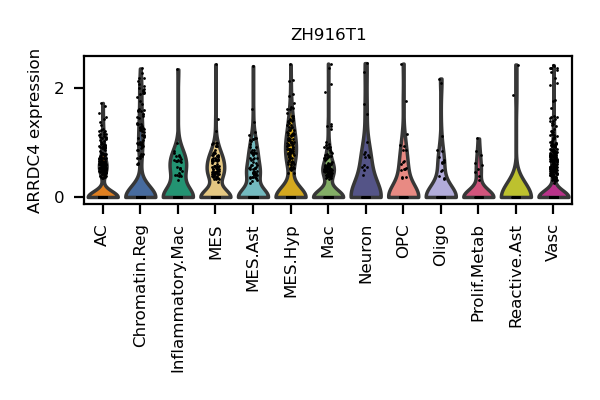 ZH916T1
ARRDC4 expression
2
0
AC
Chromatin.Reg
Inflammatory.Mac
MES
MES.Ast
MES.Hyp
Mac
Neuron
OPC
Oligo
Prolif.Metab
Reactive.Ast
Vasc